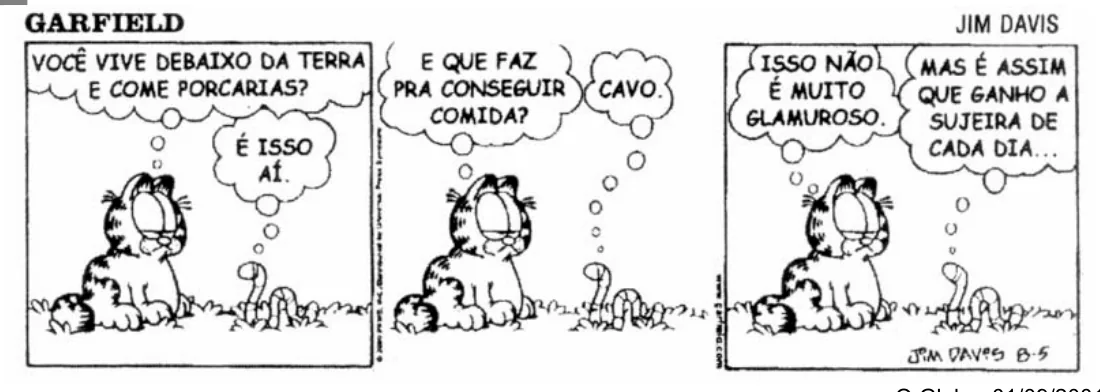 GARFIELD
JIM DAVIS
VOCÊ VIVE DEBAIXO DA TERRA
E COME PORCARIAS?
É ISSO
AÍ.
E QUE FAZ
PRA CONSEGUIR
COMIDA?
CAVO.
ISSO NÃO
É MUITO
GLAMUROSO.
MAS É ASSIM
QUE GANHO A
SUJEIRA DE
CADA DIA...
JIM DAVIS 8-5